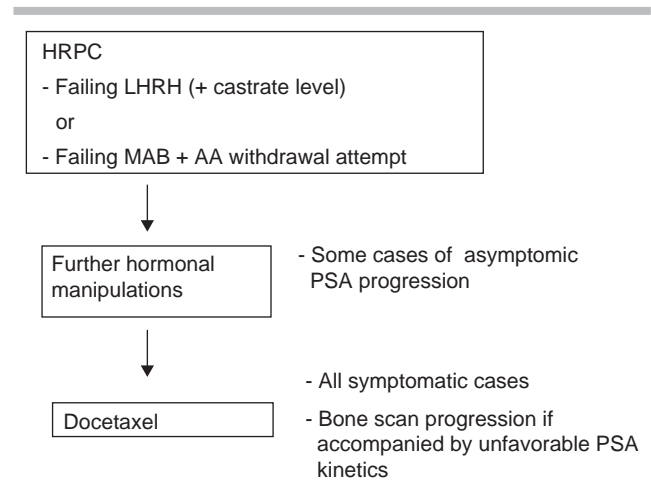 HRPC
- Failing LHRH (+ castrate level)
or
- Failing MAB + AA withdrawal attempt
Further hormonal
manipulations
- Some cases of asymptomic
PSA progression
- All symptomatic cases
Docetaxel
- Bone scan progression if
accompanied by unfavorable PSA
kinetics